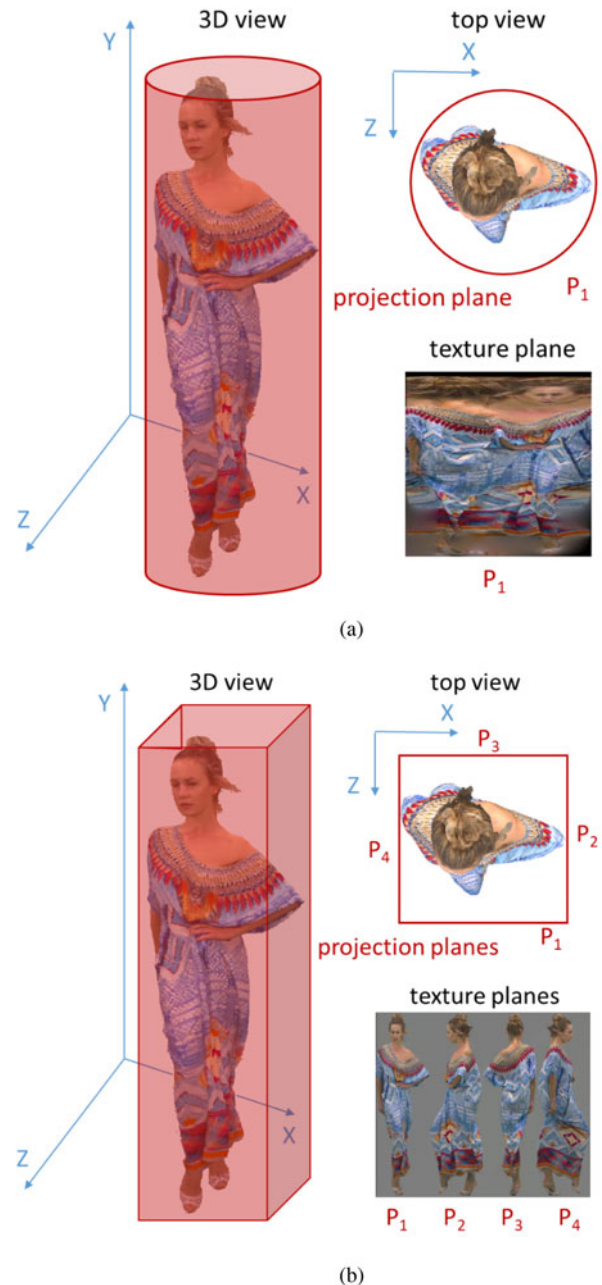 3D view
top view
Y
X
Z
P1
projection plane
texture plane
X
Z
P1
(a)
3D view
top view
Y
X
P3
Z
P4
P2
P1
projection planes
texture planes
X
Z
P1 P2 P3 P4
(b)